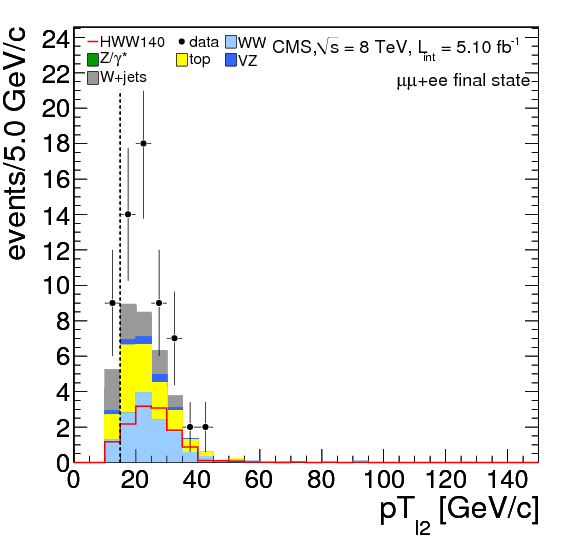 24
22
20
18
16
14
12
10
8
6
4
2
0
events/5.0 GeV/c
HWW140 data WW
Z/γ* top VZ
W+jets
CMS,√s = 8 TeV, L_int = 5.10 fb⁻¹
μμ+ee final state
0 20 40 60 80 100 120 140
pT_l2 [GeV/c]